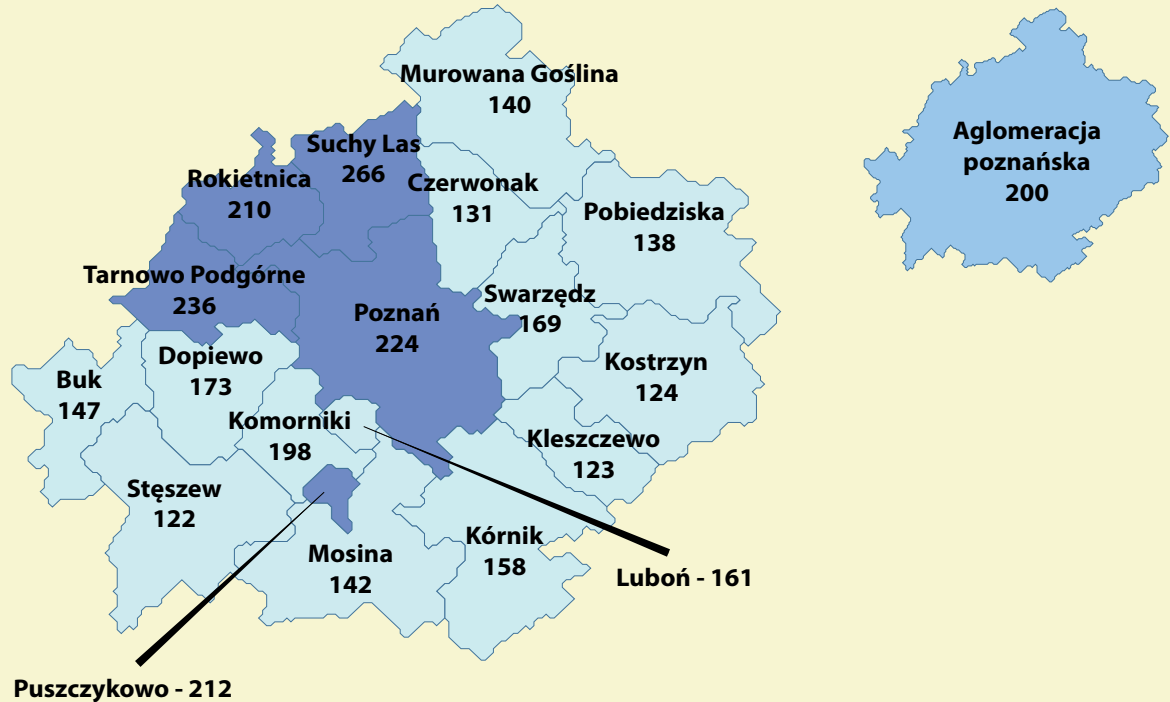 Murowana Goślina
140
Suchy Las
266
Rokietnica
210
Czerwonak
131
Pobiedziska
138
Tarnowo Podgórne
236
Poznań
224
Swarzędz
169
Dopiewo
173
Kostrzyn
124
Buk
147
Komorniki
198
Kleszczewo
123
Stęszew
122
Mosina
142
Kórnik
158
Luboń - 161
Puszczykowo - 212
Aglomeracja
poznańska
200